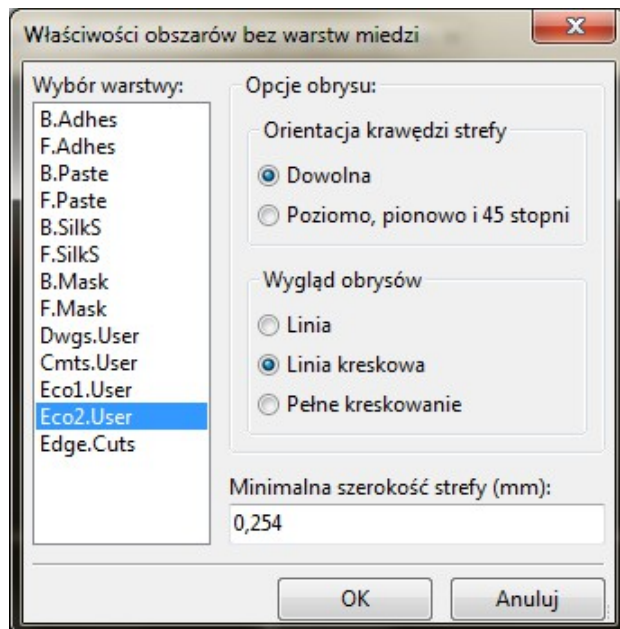 Właściwości obszarów bez warstw miedzi
Wybór warstwy:
B.Adhes
F.Adhes
B.Paste
F.Paste
B.SilkS
F.SilkS
B.Mask
F.Mask
Dwgs.User
Cmts.User
Eco1.User
Eco2.User
Edge.Cuts
Opcje obrysu:
Orientacja krawędzi strefy
Dowolna
Poziomo, pionowo i 45 stopni
Wygląd obrysów
Linia
Linia kreskowa
Pełne kreskowanie
Minimalna szerokość strefy (mm):
0,254
OK
Anuluj